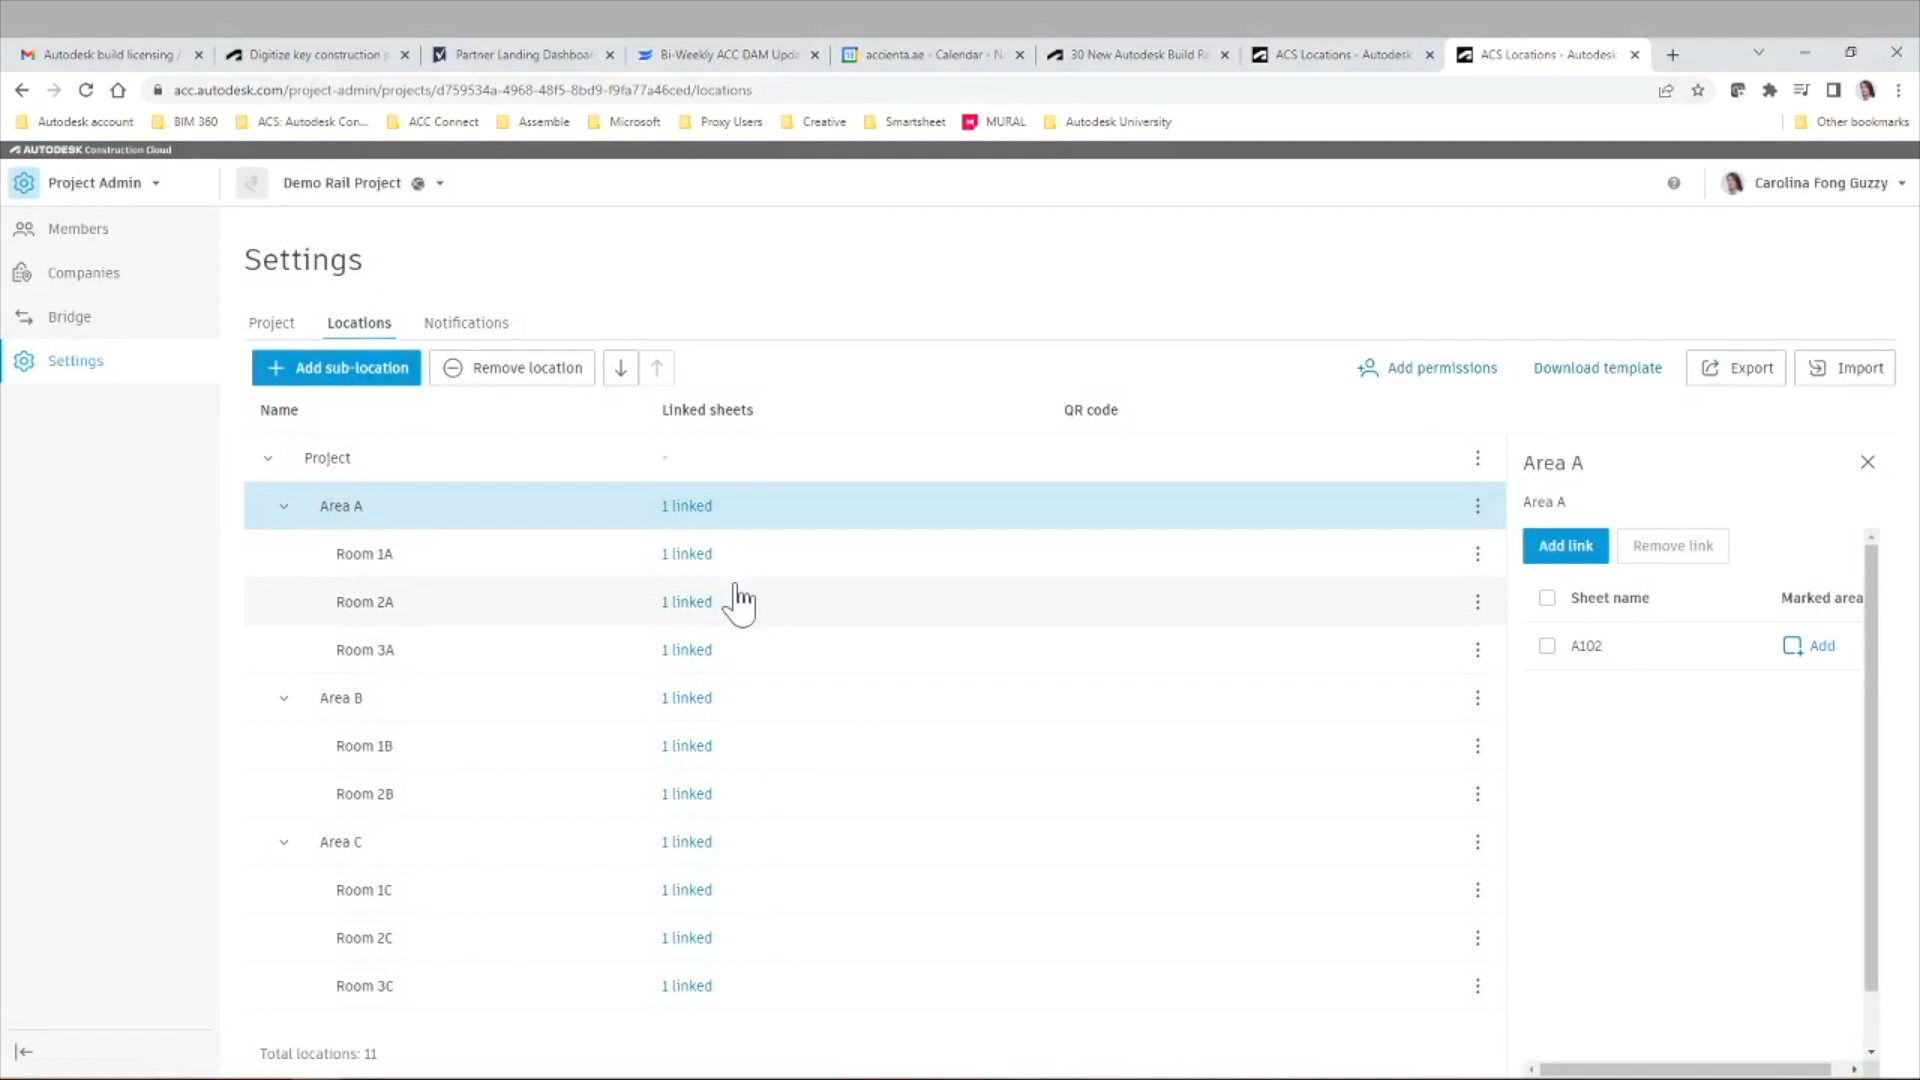 Autodesk build licensing /
Digitize key construction p
Partner Landing Dashboar
Bi-Weekly ACC DAM Upda
accienta.ae - Calendar - N
30 New Autodesk Build Re
ACS Locations - Autodesk
ACS Locations - Autodesk
acc.autodesk.com/project-admin/projects/d759534a-4968-48f5-8bd9-f9fa77a46ced/locations
Autodesk account
BIM 360
ACS: Autodesk Con...
ACC Connect
Assemble
Microsoft
Proxy Users
Creative
Smartsheet
MURAL
Autodesk University
Other bookmarks
AUTODESK Construction Cloud
Project Admin
Demo Rail Project
Carolina Fong Guzzy
Members
Companies
Bridge
Settings
Settings
Project Locations Notifications
Add sub-location
Remove location
Add permissions
Download template
Export
Import
Name Linked sheets QR code
Project -
Area A 1 linked
Room 1A 1 linked
Room 2A 1 linked
Room 3A 1 linked
Area B 1 linked
Room 1B 1 linked
Room 2B 1 linked
Area C 1 linked
Room 1C 1 linked
Room 2C 1 linked
Room 3C 1 linked
Total locations: 11
Area A
Area A
Add link Remove link
Sheet name Marked area
A102 Add